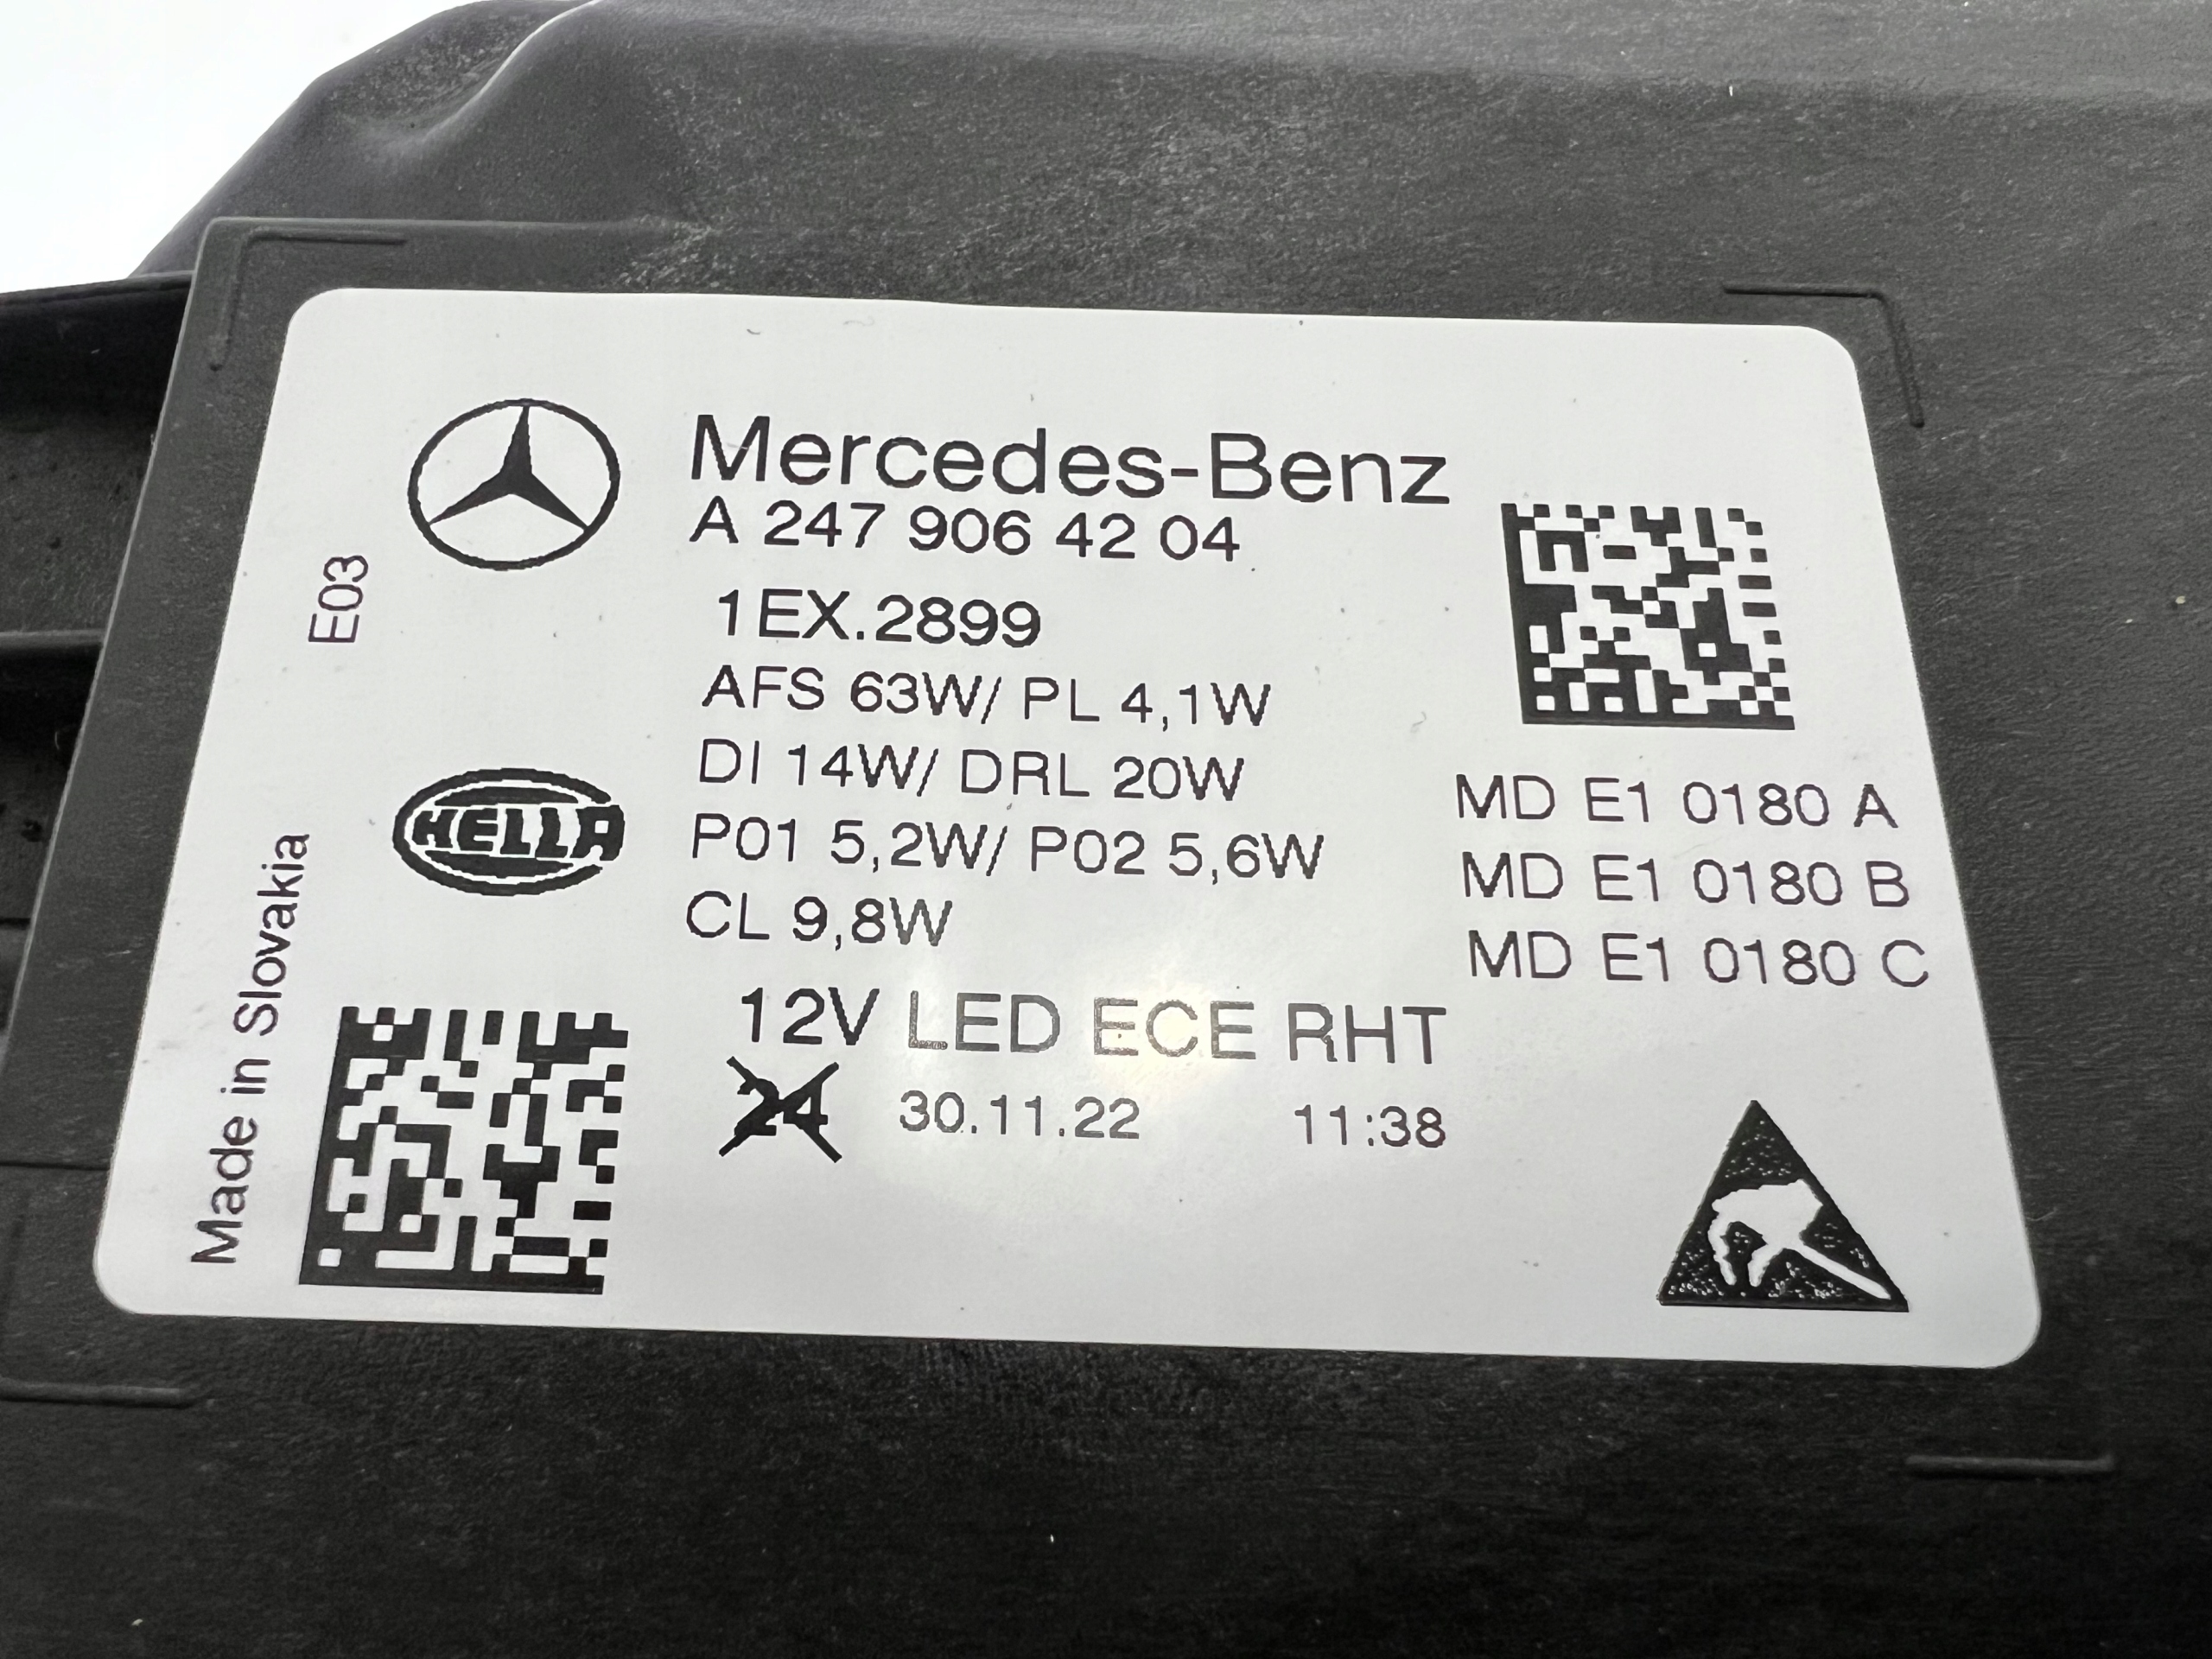 Mercedes-Benz
A 247 906 42 04
1EX.2899
AFS 63W/ PL 4,1W
DI 14W/ DRL 20W
P01 5,2W/ P02 5,6W
CL 9,8W
12V LED ECE RHT
24 30.11.22 11:38
MD E1 0180 A
MD E1 0180 B
MD E1 0180 C
E03
HELLA
Made in Slovakia